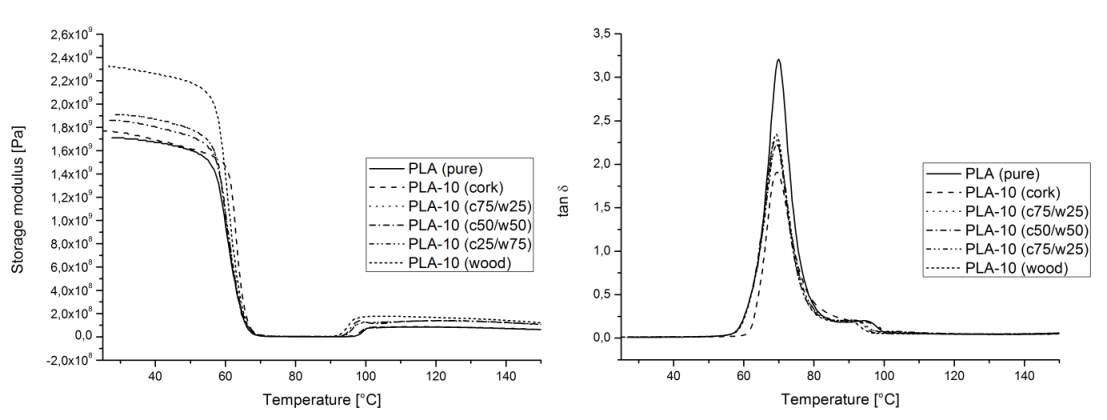 2,6x10⁹
2,4x10⁹
2,2x10⁹
2,0x10⁹
1,8x10⁹
1,6x10⁹
1,4x10⁹
1,2x10⁹
1,0x10⁹
8,0x10⁸
6,0x10⁸
4,0x10⁸
2,0x10⁸
0,0
-2,0x10⁸
Storage modulus [Pa]
40 60 80 100 120 140
Temperature [°C]
PLA (pure)
PLA-10 (cork)
PLA-10 (c75/w25)
PLA-10 (c50/w50)
PLA-10 (c25/w75)
PLA-10 (wood)
3,5
3,0
2,5
2,0
1,5
1,0
0,5
0,0
tan δ
40 60 80 100 120 140
Temperature [°C]
PLA (pure)
PLA-10 (cork)
PLA-10 (c75/w25)
PLA-10 (c50/w50)
PLA-10 (c75/w25)
PLA-10 (wood)